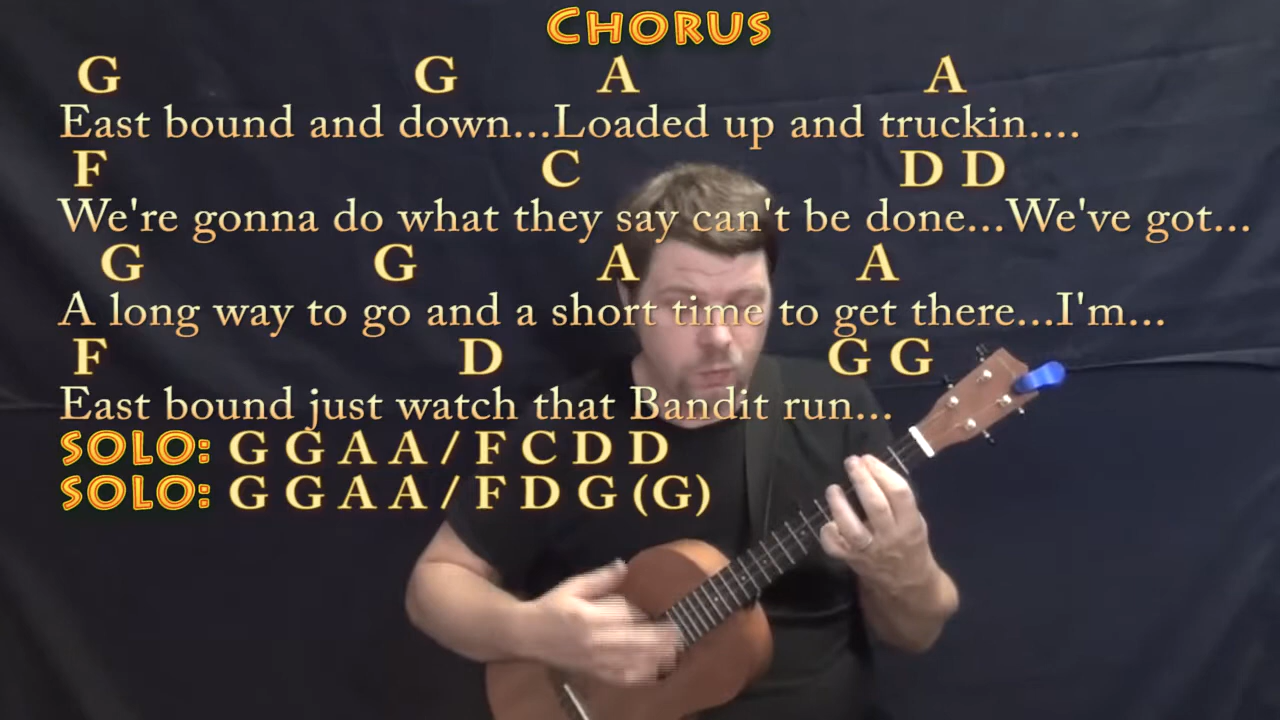 CHORUS
G G A A
East bound and down...Loaded up and truckin....
F C D D
We're gonna do what they say can't be done...We've got...
G G A A
A long way to go and a short time to get there...I'm...
F D G G
East bound just watch that Bandit run...
SOLO: G G A A / F C D D
SOLO: G G A A / F D G (G)